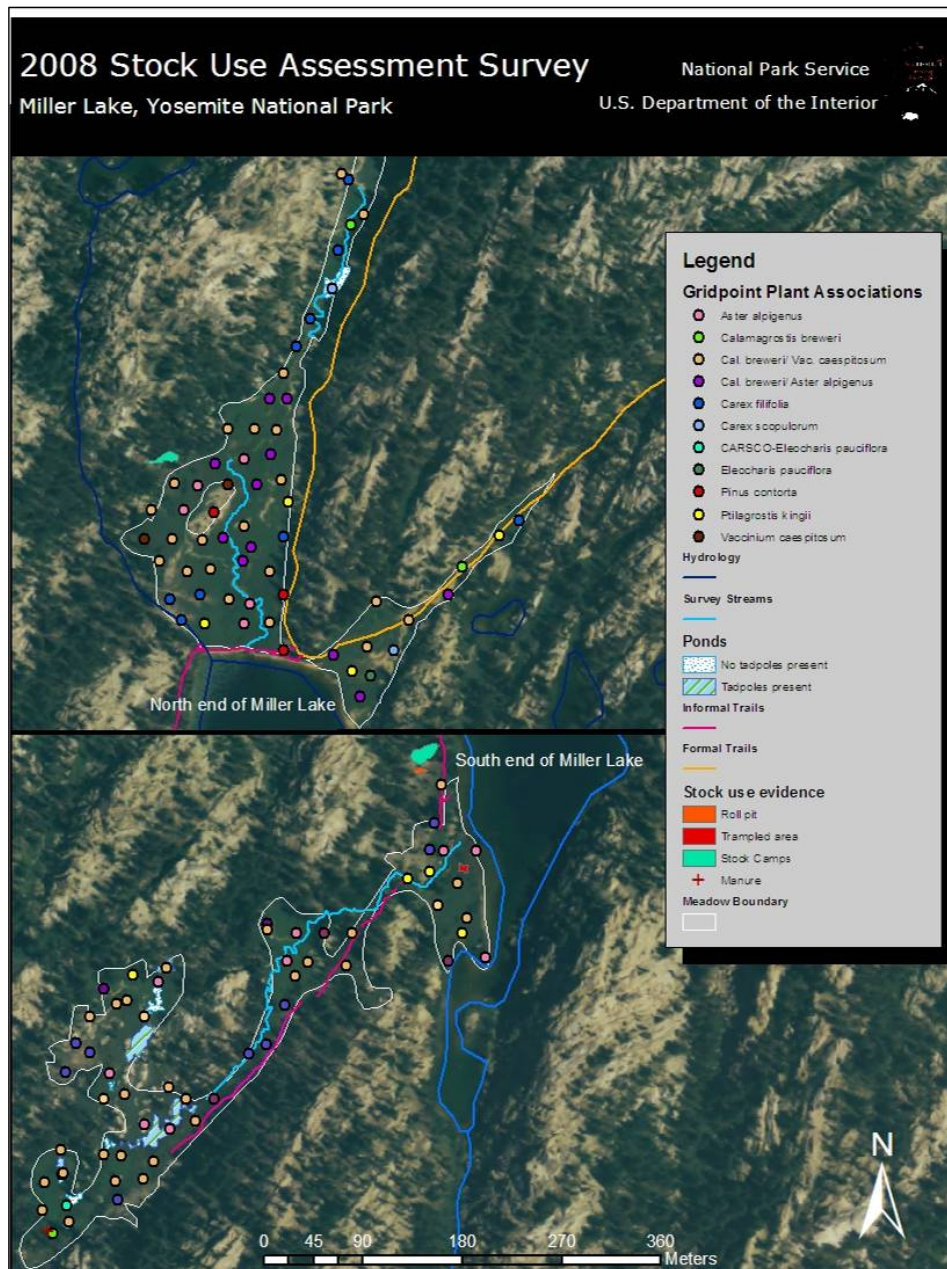 2008 Stock Use Assessment Survey
National Park Service
Miller Lake, Yosemite National Park
U.S. Department of the Interior
Legend
Gridpoint Plant Associations
Aster alpigenus
Calamagrostis breweri
Cal. breweri/ Vac. caespitosum
Cal. breweri/ Aster alpigenus
Carex filifolia
Carex scopulorum
CARSCO-Eleocharis pauciflora
Eleocharis pauciflora
Pinus contorta
Ptilagrostis kingii
Vaccinium caespitosum
Hydrology
Survey Streams
Ponds
No tadpoles present
Tadpoles present
Informal Trails
Formal Trails
Stock use evidence
Roll pit
Trampled area
Stock Camps
Manure
Meadow Boundary
North end of Miller Lake
South end of Miller Lake
N
0 45 90 180 270 360
Meters